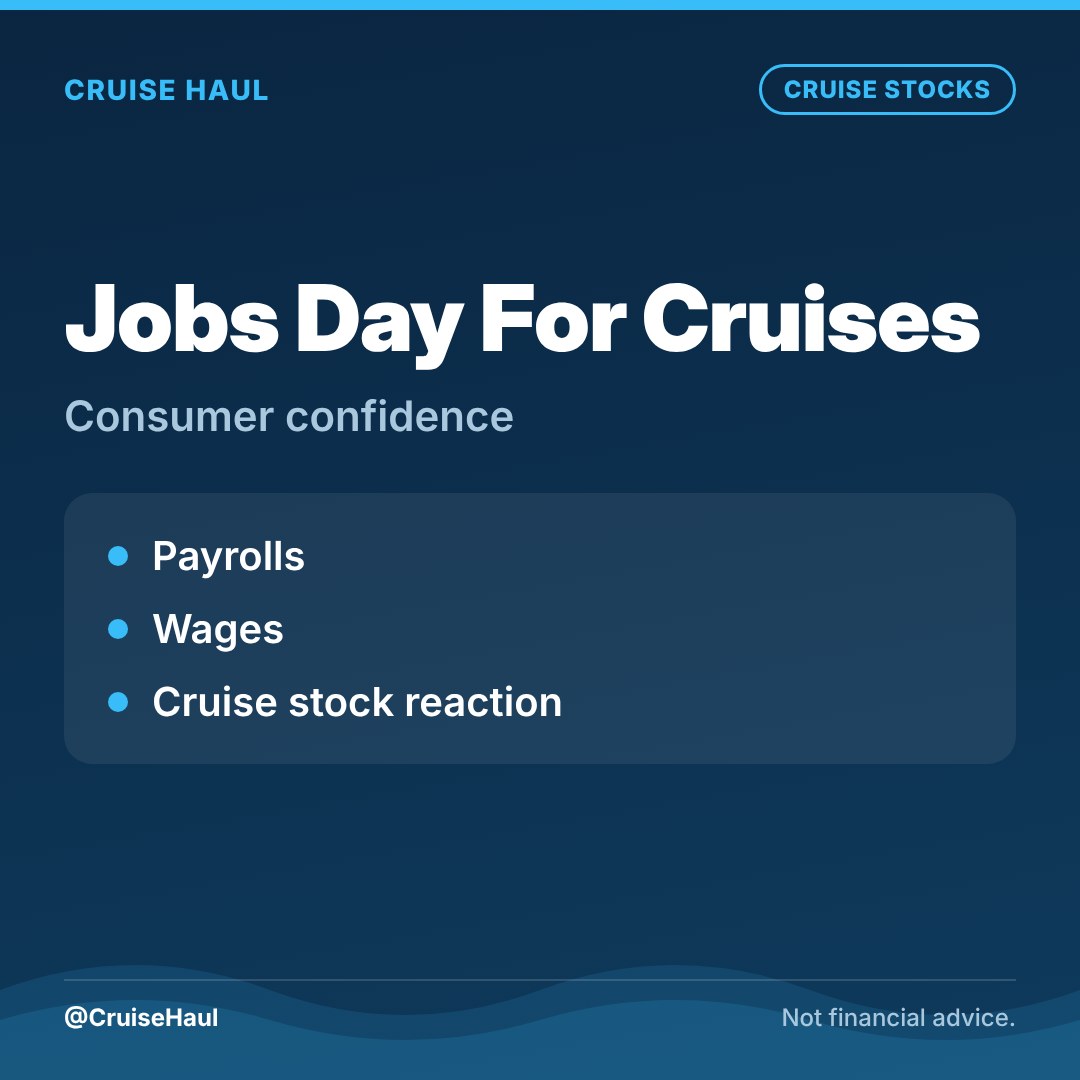 CRUISE HAUL
CRUISE STOCKS
Jobs Day For Cruises
Consumer confidence
Payrolls
Wages
Cruise stock reaction
@CruiseHaul
Not financial advice.